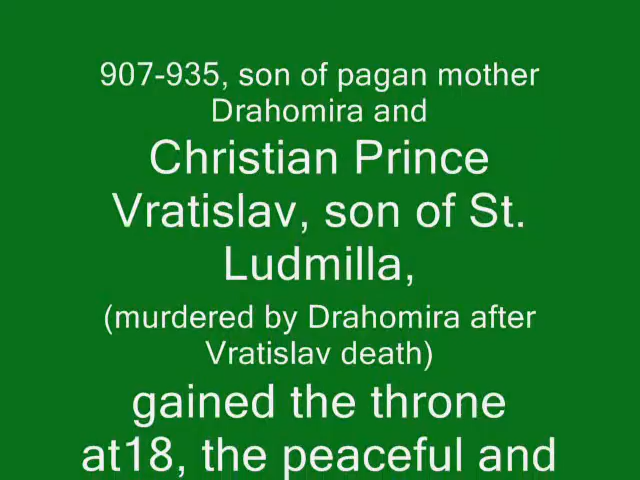 907-935, son of pagan mother
Drahomira and
Christian Prince
Vratislav, son of St.
Ludmilla,
(murdered by Drahomira after
Vratislav death)
gained the throne
at18, the peaceful and